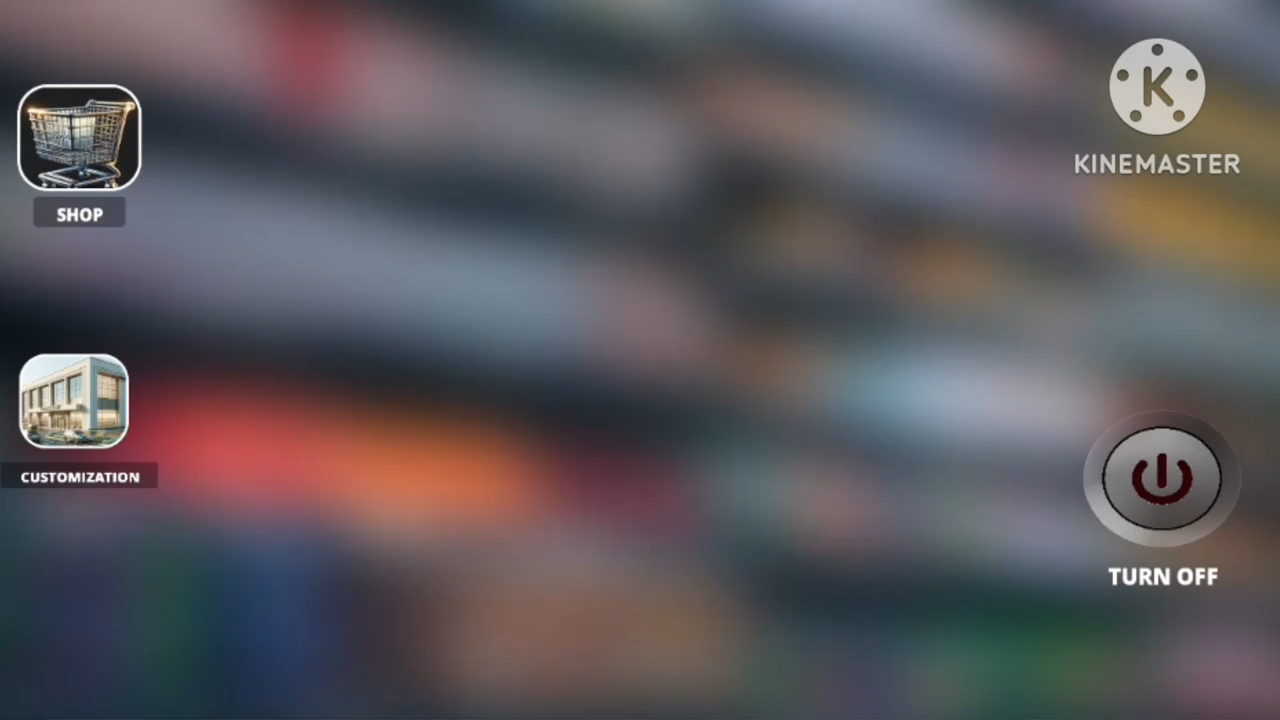 K
KINEMASTER
SHOP
CUSTOMIZATION
TURN OFF